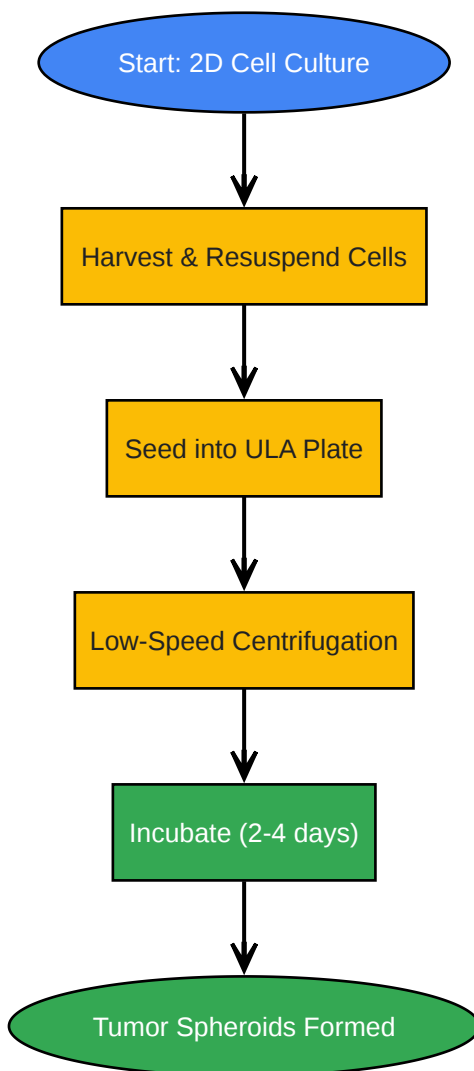 Start: 2D Cell Culture
Harvest & Resuspend Cells
Seed into ULA Plate
Low-Speed Centrifugation
Incubate (2-4 days)
Tumor Spheroids Formed